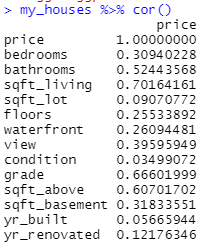 > my_houses %>% cor()
price
price 1.00000000
bedrooms 0.30940228
bathrooms 0.52443568
sqft_living 0.70164161
sqft_lot 0.09070772
floors 0.25533892
waterfront 0.26094481
view 0.39595949
condition 0.03499072
grade 0.66601999
sqft_above 0.60701702
sqft_basement 0.31833551
yr_built 0.05665944
yr_renovated 0.12176346